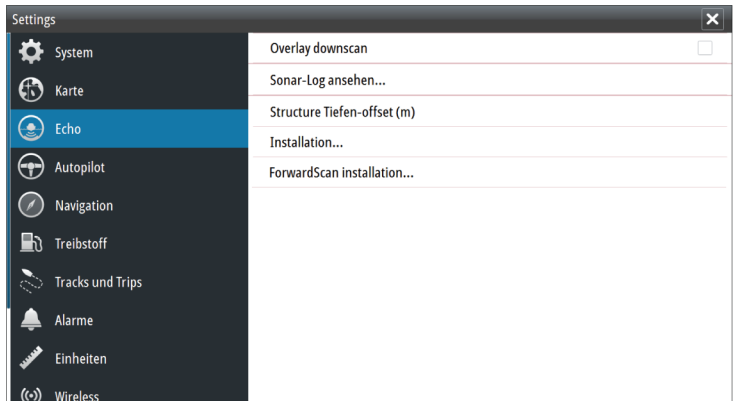 Settings
System
Karte
Echo
Autopilot
Navigation
Treibstoff
Tracks und Trips
Alarme
Einheiten
Wireless
Overlay downscan
Sonar-Log ansehen...
Structure Tiefen-offset (m)
Installation...
ForwardScan installation...